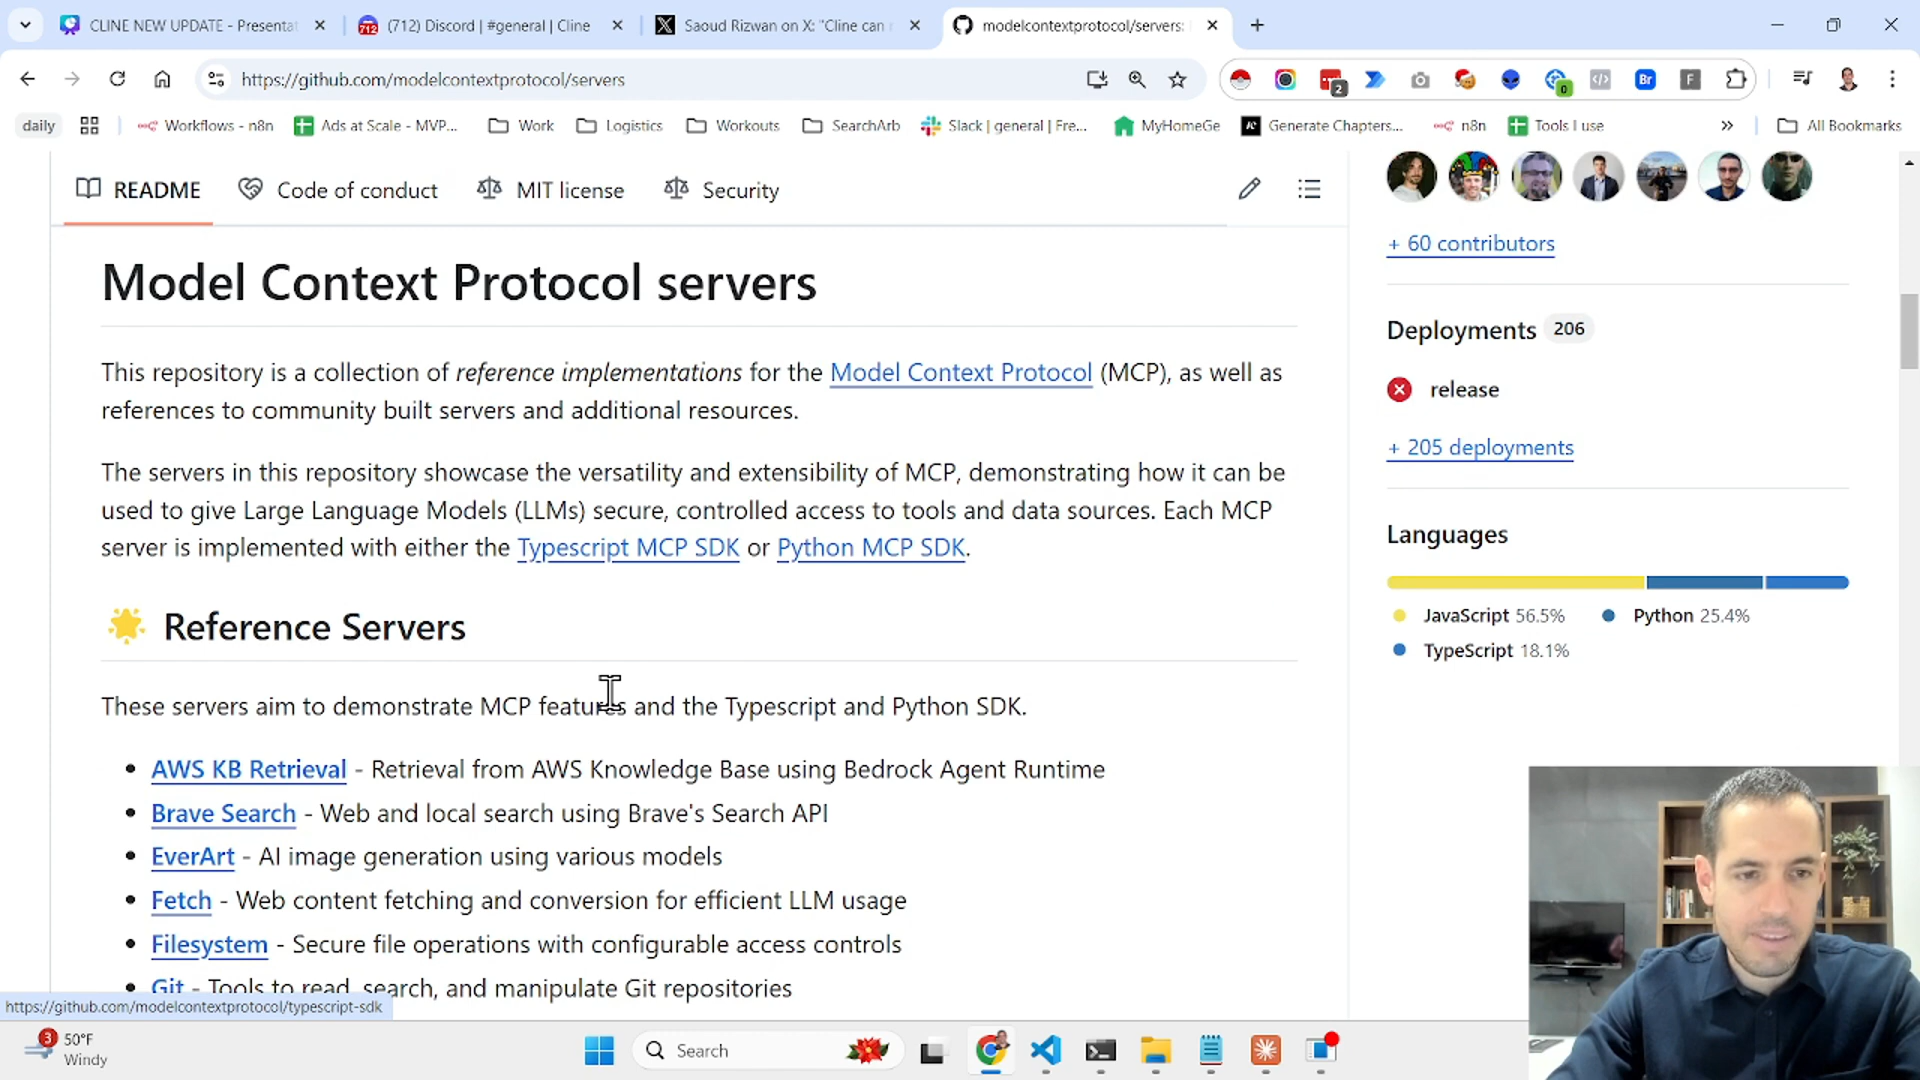 CLINE NEW UPDATE - Presentat
712
(712) Discord | #general | Cline
Saoud Rizwan on X: "Cline can r
modelcontextprotocol/servers:
https://github.com/modelcontextprotocol/servers
2
0
Br
F
daily
Workflows - n8n
Ads at Scale - MVP...
Work
Logistics
Workouts
SearchArb
Slack | general | Fre...
MyHomeGe
Generate Chapters...
n8n
Tools I use
»
All Bookmarks
README
Code of conduct
MIT license
Security
Model Context Protocol servers
This repository is a collection of reference implementations for the Model Context Protocol (MCP), as well as
references to community built servers and additional resources.
The servers in this repository showcase the versatility and extensibility of MCP, demonstrating how it can be
used to give Large Language Models (LLMs) secure, controlled access to tools and data sources. Each MCP
server is implemented with either the Typescript MCP SDK or Python MCP SDK.
Reference Servers
These servers aim to demonstrate MCP features and the Typescript and Python SDK.
• AWS KB Retrieval - Retrieval from AWS Knowledge Base using Bedrock Agent Runtime
• Brave Search - Web and local search using Brave's Search API
• EverArt - AI image generation using various models
• Fetch - Web content fetching and conversion for efficient LLM usage
• Filesystem - Secure file operations with configurable access controls
• Git - Tools to read, search, and manipulate Git repositories
https://github.com/modelcontextprotocol/typescript-sdk
+ 60 contributors
Deployments 206
release
+ 205 deployments
Languages
JavaScript 56.5%
Python 25.4%
TypeScript 18.1%
3
50°F
Windy
Search